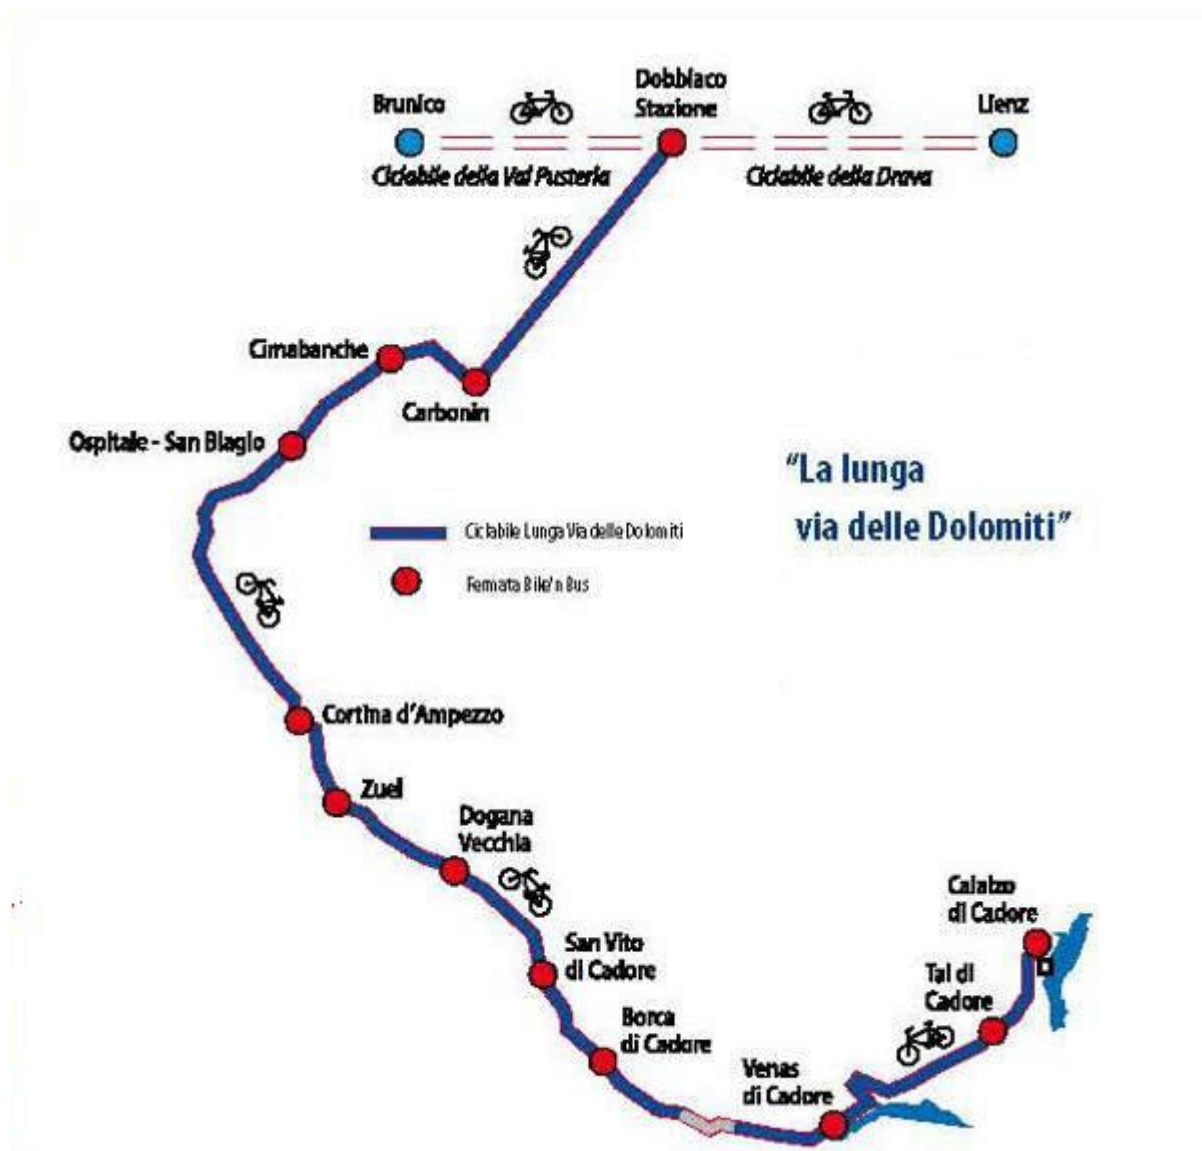 Dobbiaco
Stazione
Brunico
Lienz
Ciclabile della Val Pusteria
Ciclabile della Drava
Cimabanche
Carbonin
Ospitale - San Biagio
"La lunga
via delle Dolomiti"
Ciclabile Lunga Via delle Dolomiti
Fermata Bike'n Bus
Cortina d'Ampezzo
Zuel
Dogana
Vecchia
San Vito
di Cadore
Borca
di Cadore
Venas
di Cadore
Tai di
Cadore
Calalzo
di Cadore